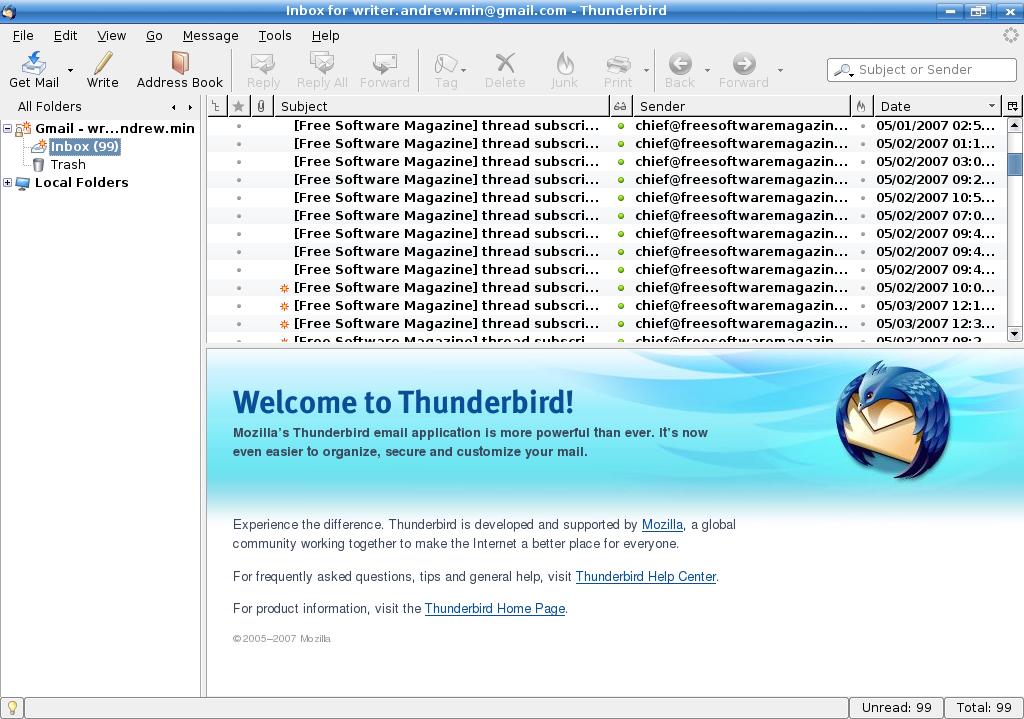 Inbox for writer.andrew.min@gmail.com - Thunderbird
File Edit View Go Message Tools Help
Get Mail Write Address Book Reply Reply All Forward Tag Delete Junk Print Back Forward Subject or Sender
All Folders Subject Sender Date
Gmail - wr...ndrew.min
Inbox (99)
Trash
Local Folders
[Free Software Magazine] thread subscri... chief@freesoftwaremagazin... 05/01/2007 02:5...
[Free Software Magazine] thread subscri... chief@freesoftwaremagazin... 05/02/2007 01:1...
[Free Software Magazine] thread subscri... chief@freesoftwaremagazin... 05/02/2007 03:0...
[Free Software Magazine] thread subscri... chief@freesoftwaremagazin... 05/02/2007 09:2...
[Free Software Magazine] thread subscri... chief@freesoftwaremagazin... 05/02/2007 10:5...
[Free Software Magazine] thread subscri... chief@freesoftwaremagazin... 05/02/2007 07:0...
[Free Software Magazine] thread subscri... chief@freesoftwaremagazin... 05/02/2007 09:4...
[Free Software Magazine] thread subscri... chief@freesoftwaremagazin... 05/02/2007 09:4...
[Free Software Magazine] thread subscri... chief@freesoftwaremagazin... 05/02/2007 09:4...
[Free Software Magazine] thread subscri... chief@freesoftwaremagazin... 05/02/2007 10:0...
[Free Software Magazine] thread subscri... chief@freesoftwaremagazin... 05/03/2007 12:1...
[Free Software Magazine] thread subscri... chief@freesoftwaremagazin... 05/03/2007 12:3...
[Free Software Magazine] thread subscri... chief@freesoftwaremagazin...
Welcome to Thunderbird!
Mozilla's Thunderbird email application is more powerful than ever. It's now
even easier to organize, secure and customize your mail.
Experience the difference. Thunderbird is developed and supported by Mozilla, a global
community working together to make the Internet a better place for everyone.
For frequently asked questions, tips and general help, visit Thunderbird Help Center.
For product information, visit the Thunderbird Home Page.
© 2005–2007 Mozilla
Unread: 99 Total: 99